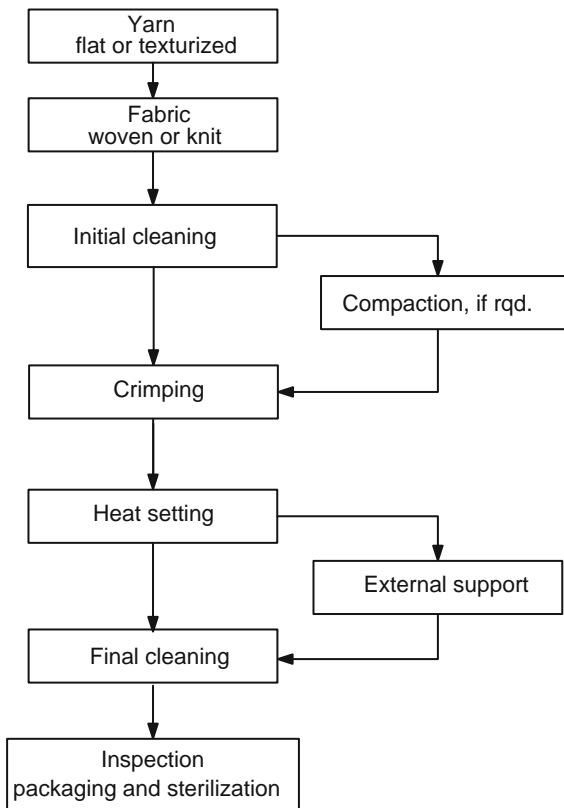 Yarn
flat or texturized
Fabric
woven or knit
Initial cleaning
Compaction, if rqd.
Crimping
Heat setting
External support
Final cleaning
Inspection
packaging and sterilization